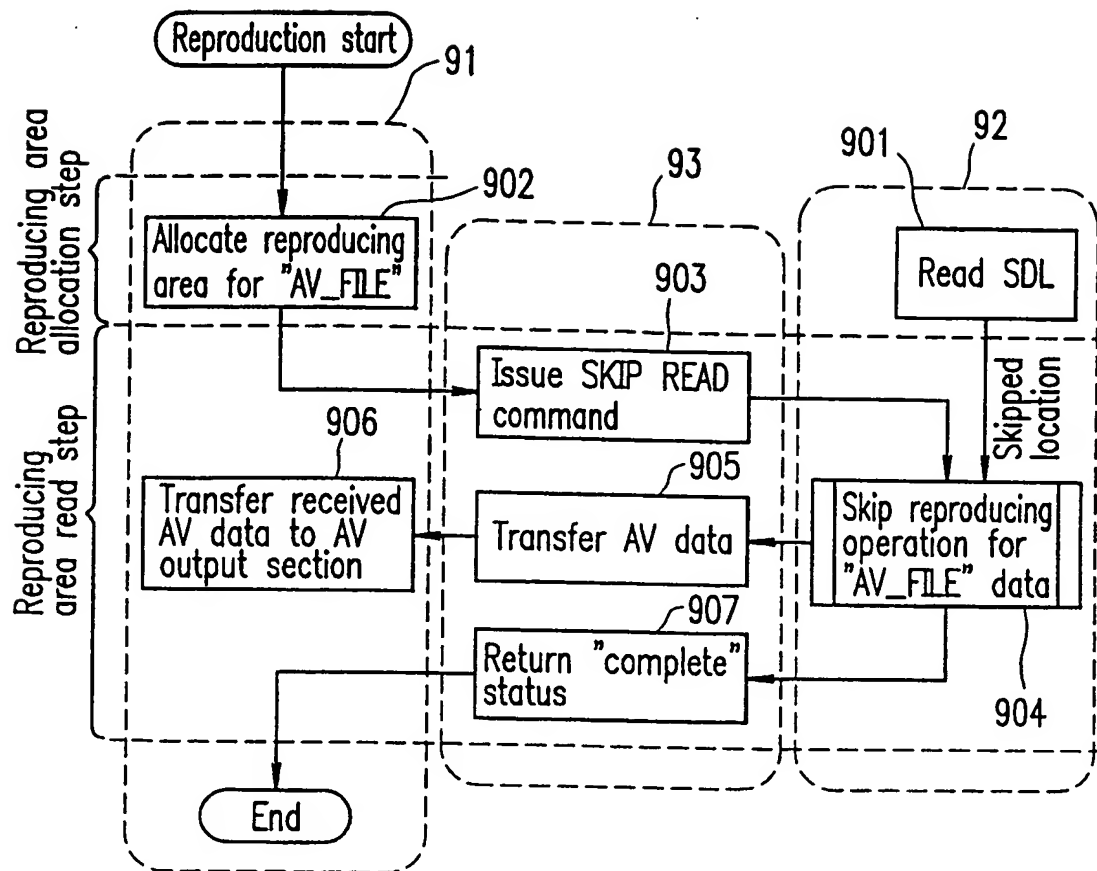 Reproduction start
91
92
901
93
902
Reproducing area
allocation step
Allocate reproducing
area for "AV_FILE"
Read SDL
903
Issue SKIP READ
command
Skipped
location
Reproducing
area read step
906
905
Transfer received
AV data to AV
output section
Transfer AV data
Skip reproducing
operation for
"AV_FILE" data
907
Return "complete"
status
904
End